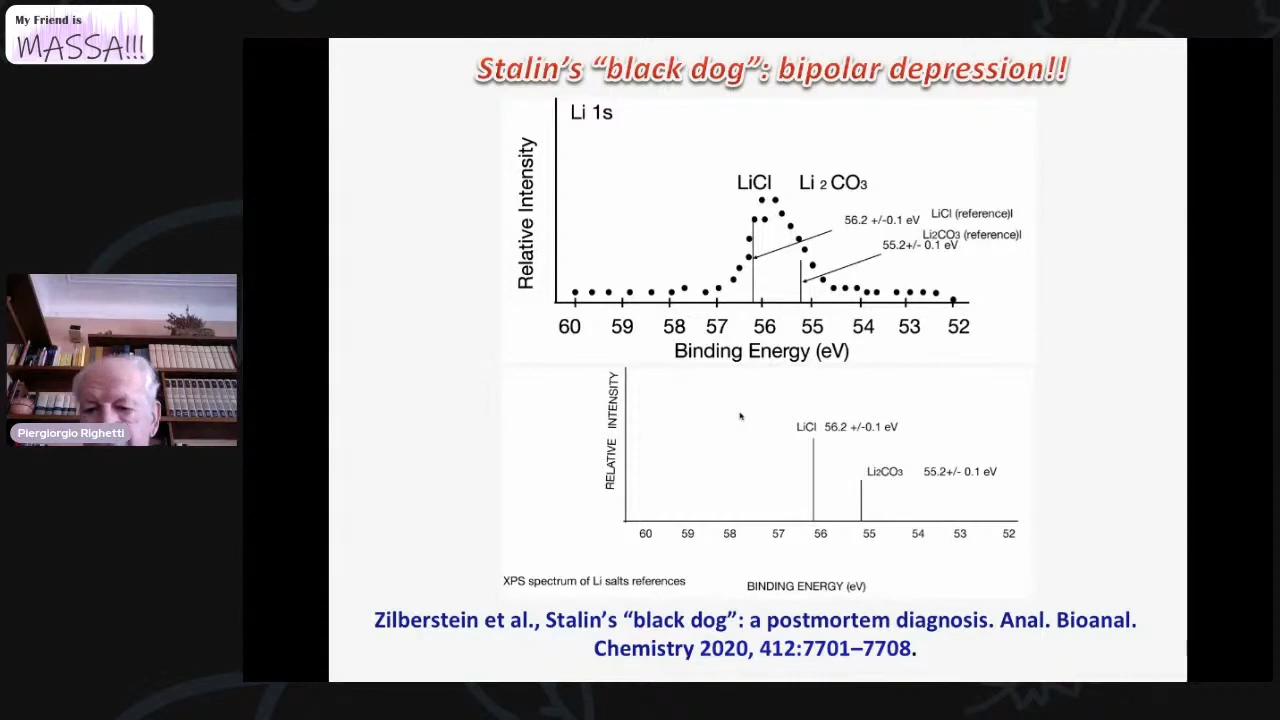 My Friend is
MASSA!!!
Stalin's "black dog": bipolar depression!!
Li 1s
Relative Intensity
LiCl Li 2 CO3
56.2 +/-0.1 eV LiCl (reference)l
Li2CO3 (reference)l
55.2+/- 0.1 eV
60 59 58 57 56 55 54 53 52
Binding Energy (eV)
RELATIVE INTENSITY
LiCl 56.2 +/-0.1 eV
Li2CO3 55.2+/- 0.1 eV
60 59 58 57 56 55 54 53 52
XPS spectrum of Li salts references
BINDING ENERGY (eV)
Piergiorgio Righetti
Zilberstein et al., Stalin's "black dog": a postmortem diagnosis. Anal. Bioanal.
Chemistry 2020, 412:7701–7708.